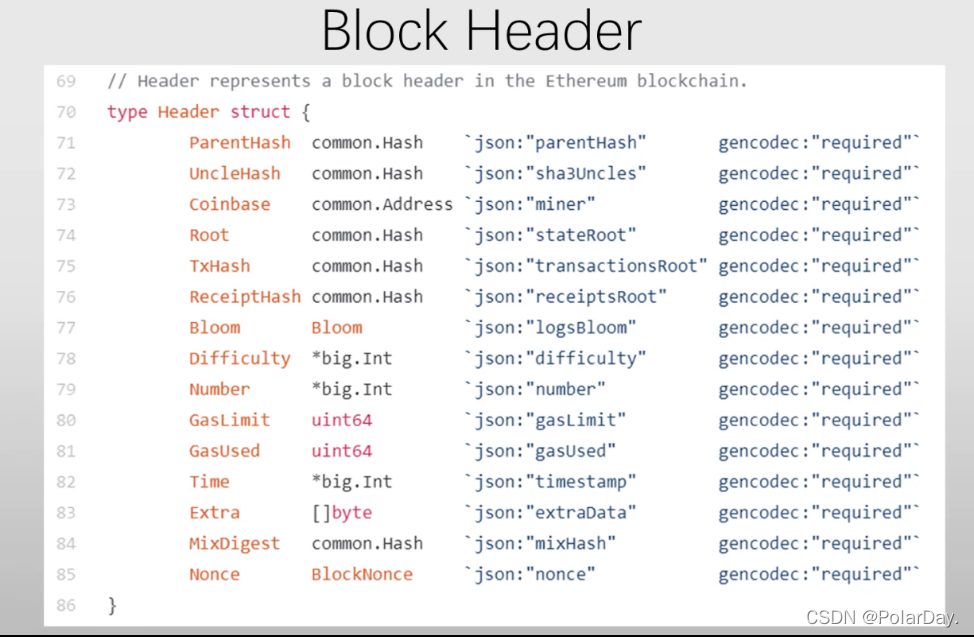 Block Header
69 // Header represents a block header in the Ethereum blockchain.
70 type Header struct {
71 ParentHash common.Hash `json:"parentHash" gencodec:"required"`
72 UncleHash common.Hash `json:"sha3Uncles" gencodec:"required"`
73 Coinbase common.Address `json:"miner" gencodec:"required"`
74 Root common.Hash `json:"stateRoot" gencodec:"required"`
75 TxHash common.Hash `json:"transactionsRoot" gencodec:"required"`
76 ReceiptHash common.Hash `json:"receiptsRoot" gencodec:"required"`
77 Bloom Bloom `json:"logsBloom" gencodec:"required"`
78 Difficulty *big.Int `json:"difficulty" gencodec:"required"`
79 Number *big.Int `json:"number" gencodec:"required"`
80 GasLimit uint64 `json:"gasLimit" gencodec:"required"`
81 GasUsed uint64 `json:"gasUsed" gencodec:"required"`
82 Time *big.Int `json:"timestamp" gencodec:"required"`
83 Extra []byte `json:"extraData" gencodec:"required"`
84 MixDigest common.Hash `json:"mixHash" gencodec:"required"`
85 Nonce BlockNonce `json:"nonce" gencodec:"required"`
86 }
CSDN @PolarDay.